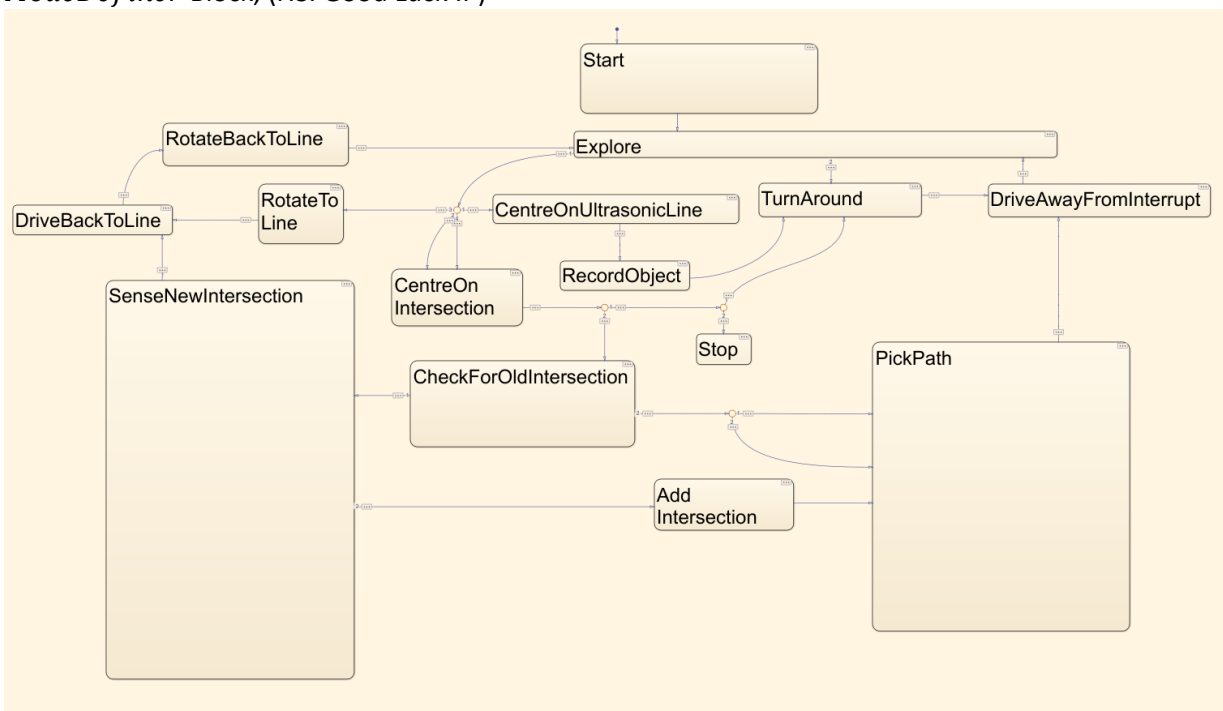 Start
RotateBackToLine
Explore
RotateTo
Line
CentreOnUltrasonicLine
TurnAround
DriveAwayFromInterrupt
DriveBackToLine
RecordObject
CentreOn
Intersection
SenseNewIntersection
Stop
PickPath
CheckForOldIntersection
Add
Intersection